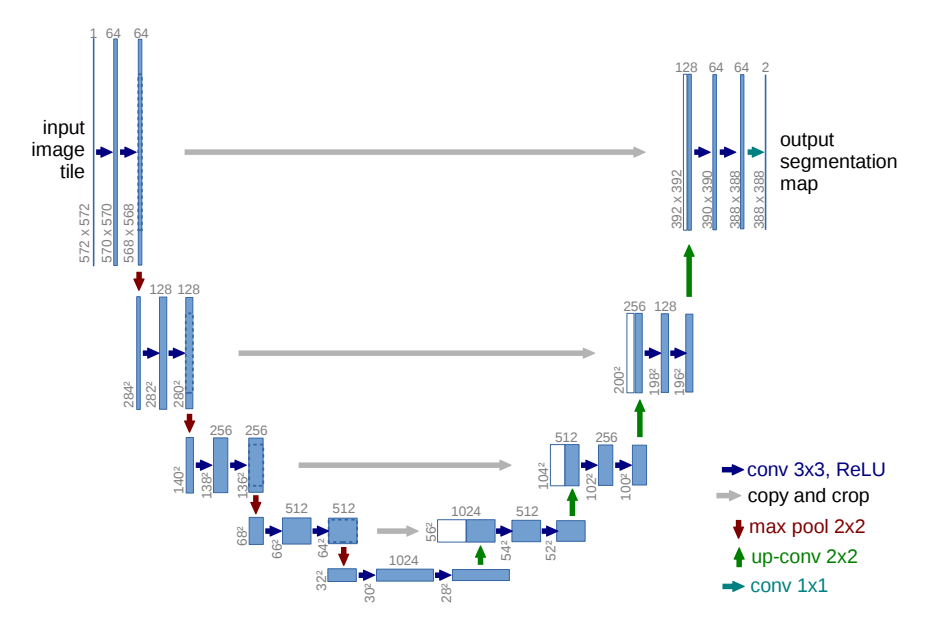 1 64 64
128 64 64 2
input
image
tile
output
segmentation
map
572 x 572
570 x 570
568 x 568
392 x 392
390 x 390
388 x 388
388 x 388
128 128
256 128
284²
282²
280²
200²
198²
196²
256 256
512 256
140²
138²
136²
104²
102²
100²
conv 3x3, ReLU
copy and crop
max pool 2x2
up-conv 2x2
conv 1x1
512 512
1024 512
68²
66²
64²
56²
54²
52²
1024
32²
30²
28²